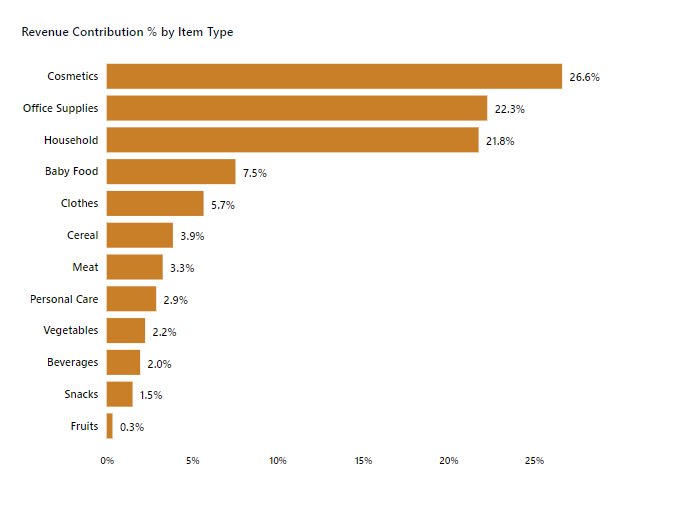 Revenue Contribution % by Item Type
Cosmetics 26.6%
Office Supplies 22.3%
Household 21.8%
Baby Food 7.5%
Clothes 5.7%
Cereal 3.9%
Meat 3.3%
Personal Care 2.9%
Vegetables 2.2%
Beverages 2.0%
Snacks 1.5%
Fruits 0.3%
0% 5% 10% 15% 20% 25%